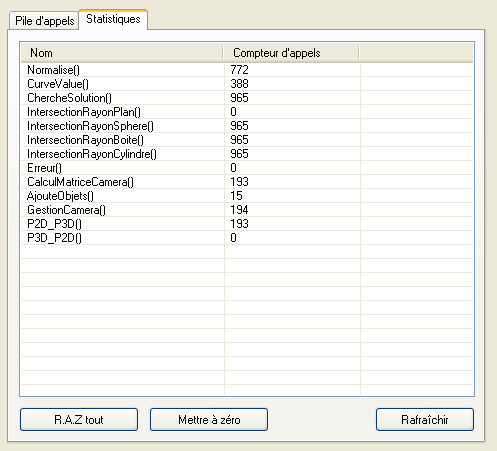 Pile d'appels Statistiques
Nom Compteur d'appels
Normalise() 772
CurveValue() 388
ChercheSolution() 965
IntersectionRayonPlan() 0
IntersectionRayonSphere() 965
IntersectionRayonBoite() 965
IntersectionRayonCylindre() 965
Erreur() 0
CalculMatriceCamera() 193
AjouteObjets() 15
GestionCamera() 194
P2D_P3D() 193
P3D_P2D() 0
R.A.Z tout Mettre à zéro Rafraîchir